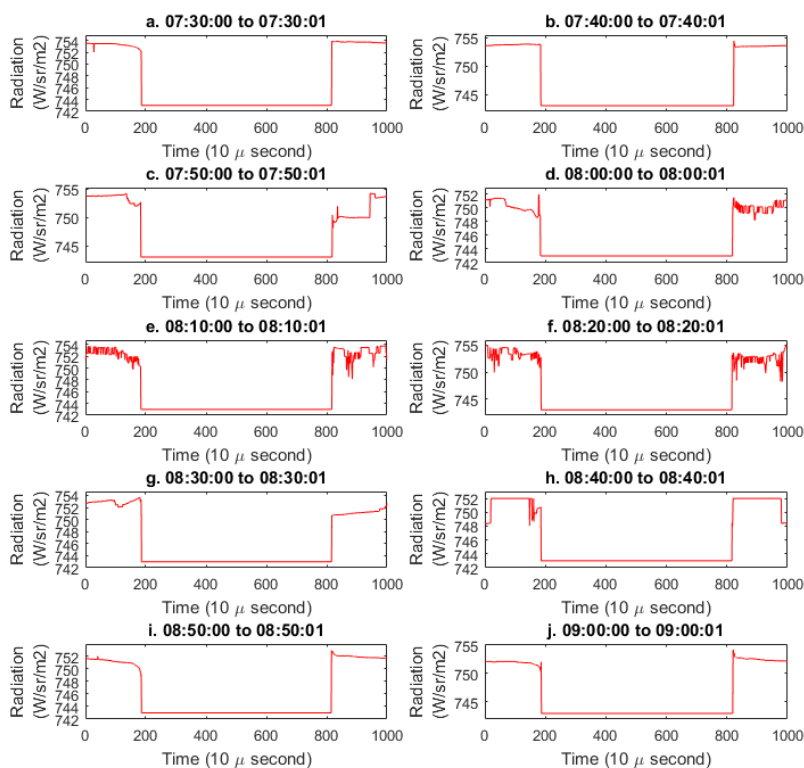 a. 07:30:00 to 07:30:01
754
752
750
748
746
744
742
Radiation
(W/sr/m2)
0 200 400 600 800 1000
Time (10 μ second)
b. 07:40:00 to 07:40:01
755
750
745
Radiation
(W/sr/m2)
0 200 400 600 800 1000
Time (10 μ second)
c. 07:50:00 to 07:50:01
755
750
745
Radiation
(W/sr/m2)
0 200 400 600 800 1000
Time (10 μ second)
d. 08:00:00 to 08:00:01
752
750
748
746
744
742
Radiation
(W/sr/m2)
0 200 400 600 800 1000
Time (10 μ second)
e. 08:10:00 to 08:10:01
754
752
750
748
746
744
742
Radiation
(W/sr/m2)
0 200 400 600 800 1000
Time (10 μ second)
f. 08:20:00 to 08:20:01
755
750
745
Radiation
(W/sr/m2)
0 200 400 600 800 1000
Time (10 μ second)
g. 08:30:00 to 08:30:01
754
752
750
748
746
744
742
Radiation
(W/sr/m2)
0 200 400 600 800 1000
Time (10 μ second)
h. 08:40:00 to 08:40:01
752
750
748
746
744
742
Radiation
(W/sr/m2)
0 200 400 600 800 1000
Time (10 μ second)
i. 08:50:00 to 08:50:01
752
750
748
746
744
742
Radiation
(W/sr/m2)
0 200 400 600 800 1000
Time (10 μ second)
j. 09:00:00 to 09:00:01
755
750
745
Radiation
(W/sr/m2)
0 200 400 600 800 1000
Time (10 μ second)